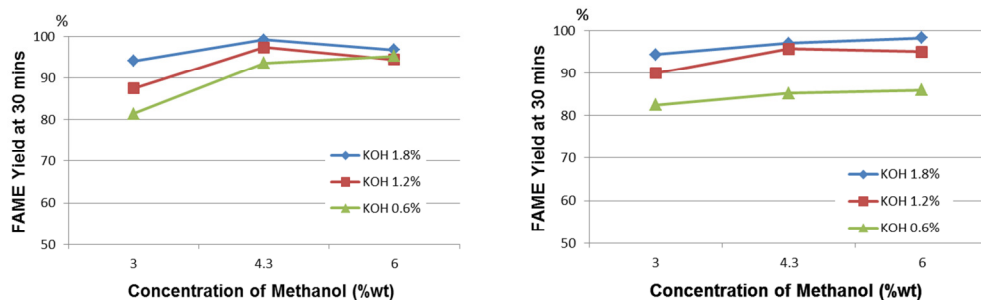 %
FAME Yield at 30 mins
100
90
80
70
60
50
KOH 1.8%
KOH 1.2%
KOH 0.6%
3
4.3
6
Concentration of Methanol (%wt)
%
FAME Yield at 30 mins
100
90
80
70
60
50
KOH 1.8%
KOH 1.2%
KOH 0.6%
3
4.3
6
Concentration of Methanol (%wt)